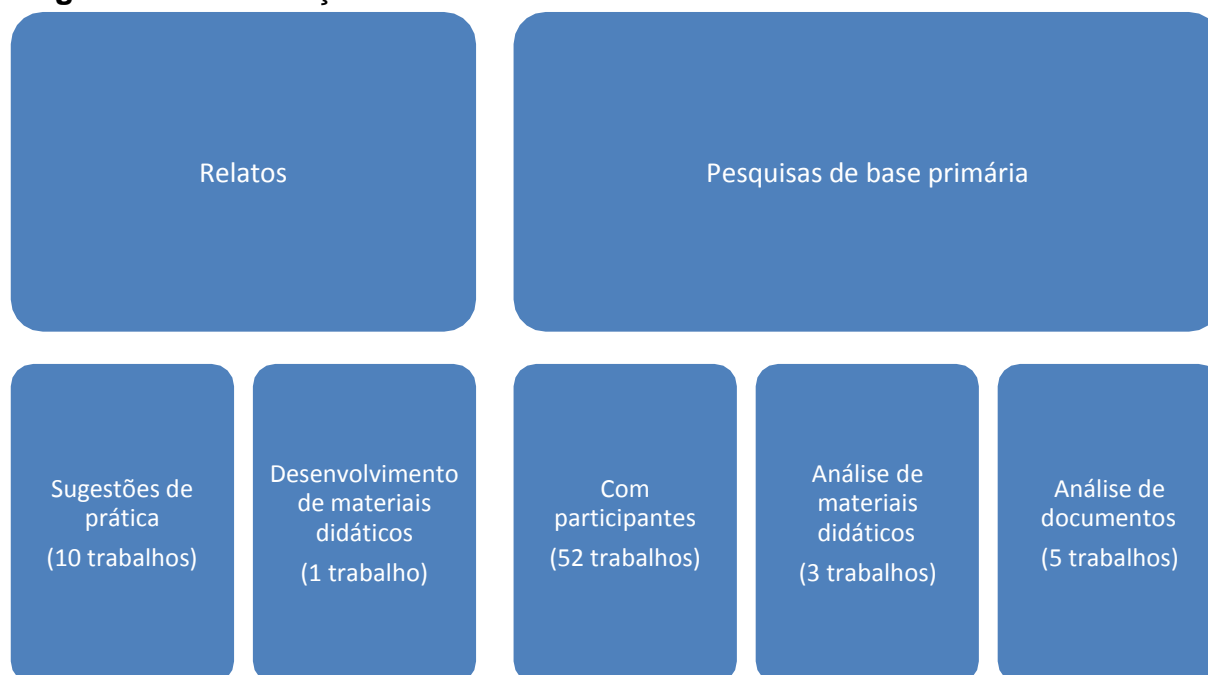 Relatos
Pesquisas de base primária
Sugestões de
prática
(10 trabalhos)
Desenvolvimento
de materiais
didáticos
(1 trabalho)
Com
participantes
(52 trabalhos)
Análise de
materiais
didáticos
(3 trabalhos)
Análise de
documentos
(5 trabalhos)